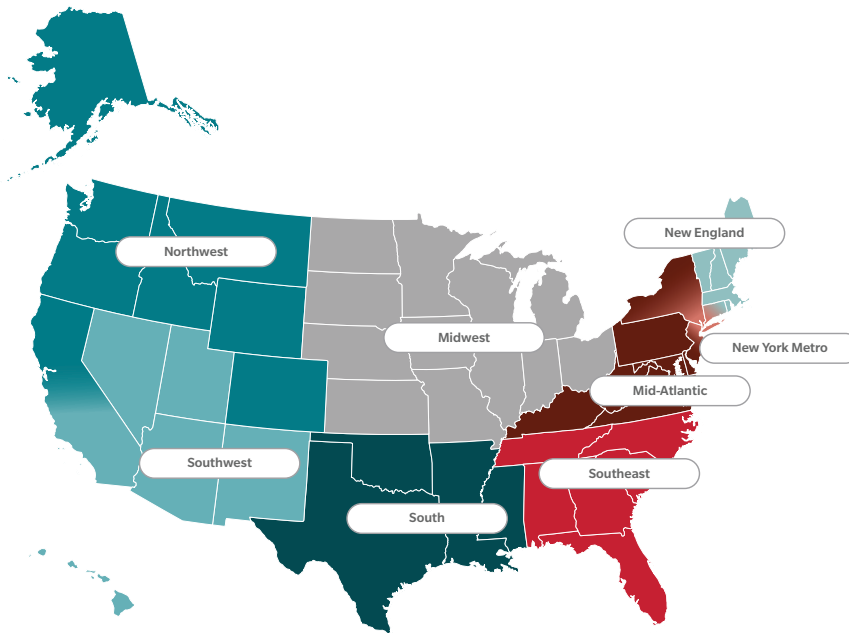 New England
Northwest
Midwest
New York Metro
Mid-Atlantic
Southwest
Southeast
South